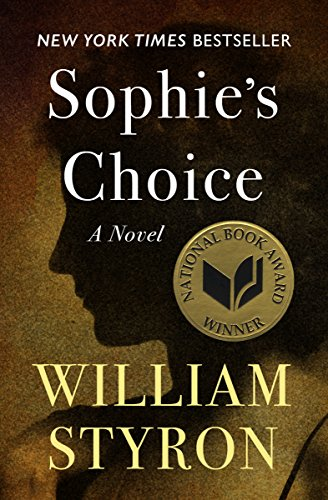 NEW YORK TIMES BESTSELLER
Sophie's
Choice
A Novel
NATIONAL BOOK AWARD
WINNER
WILLIAM
STYRON